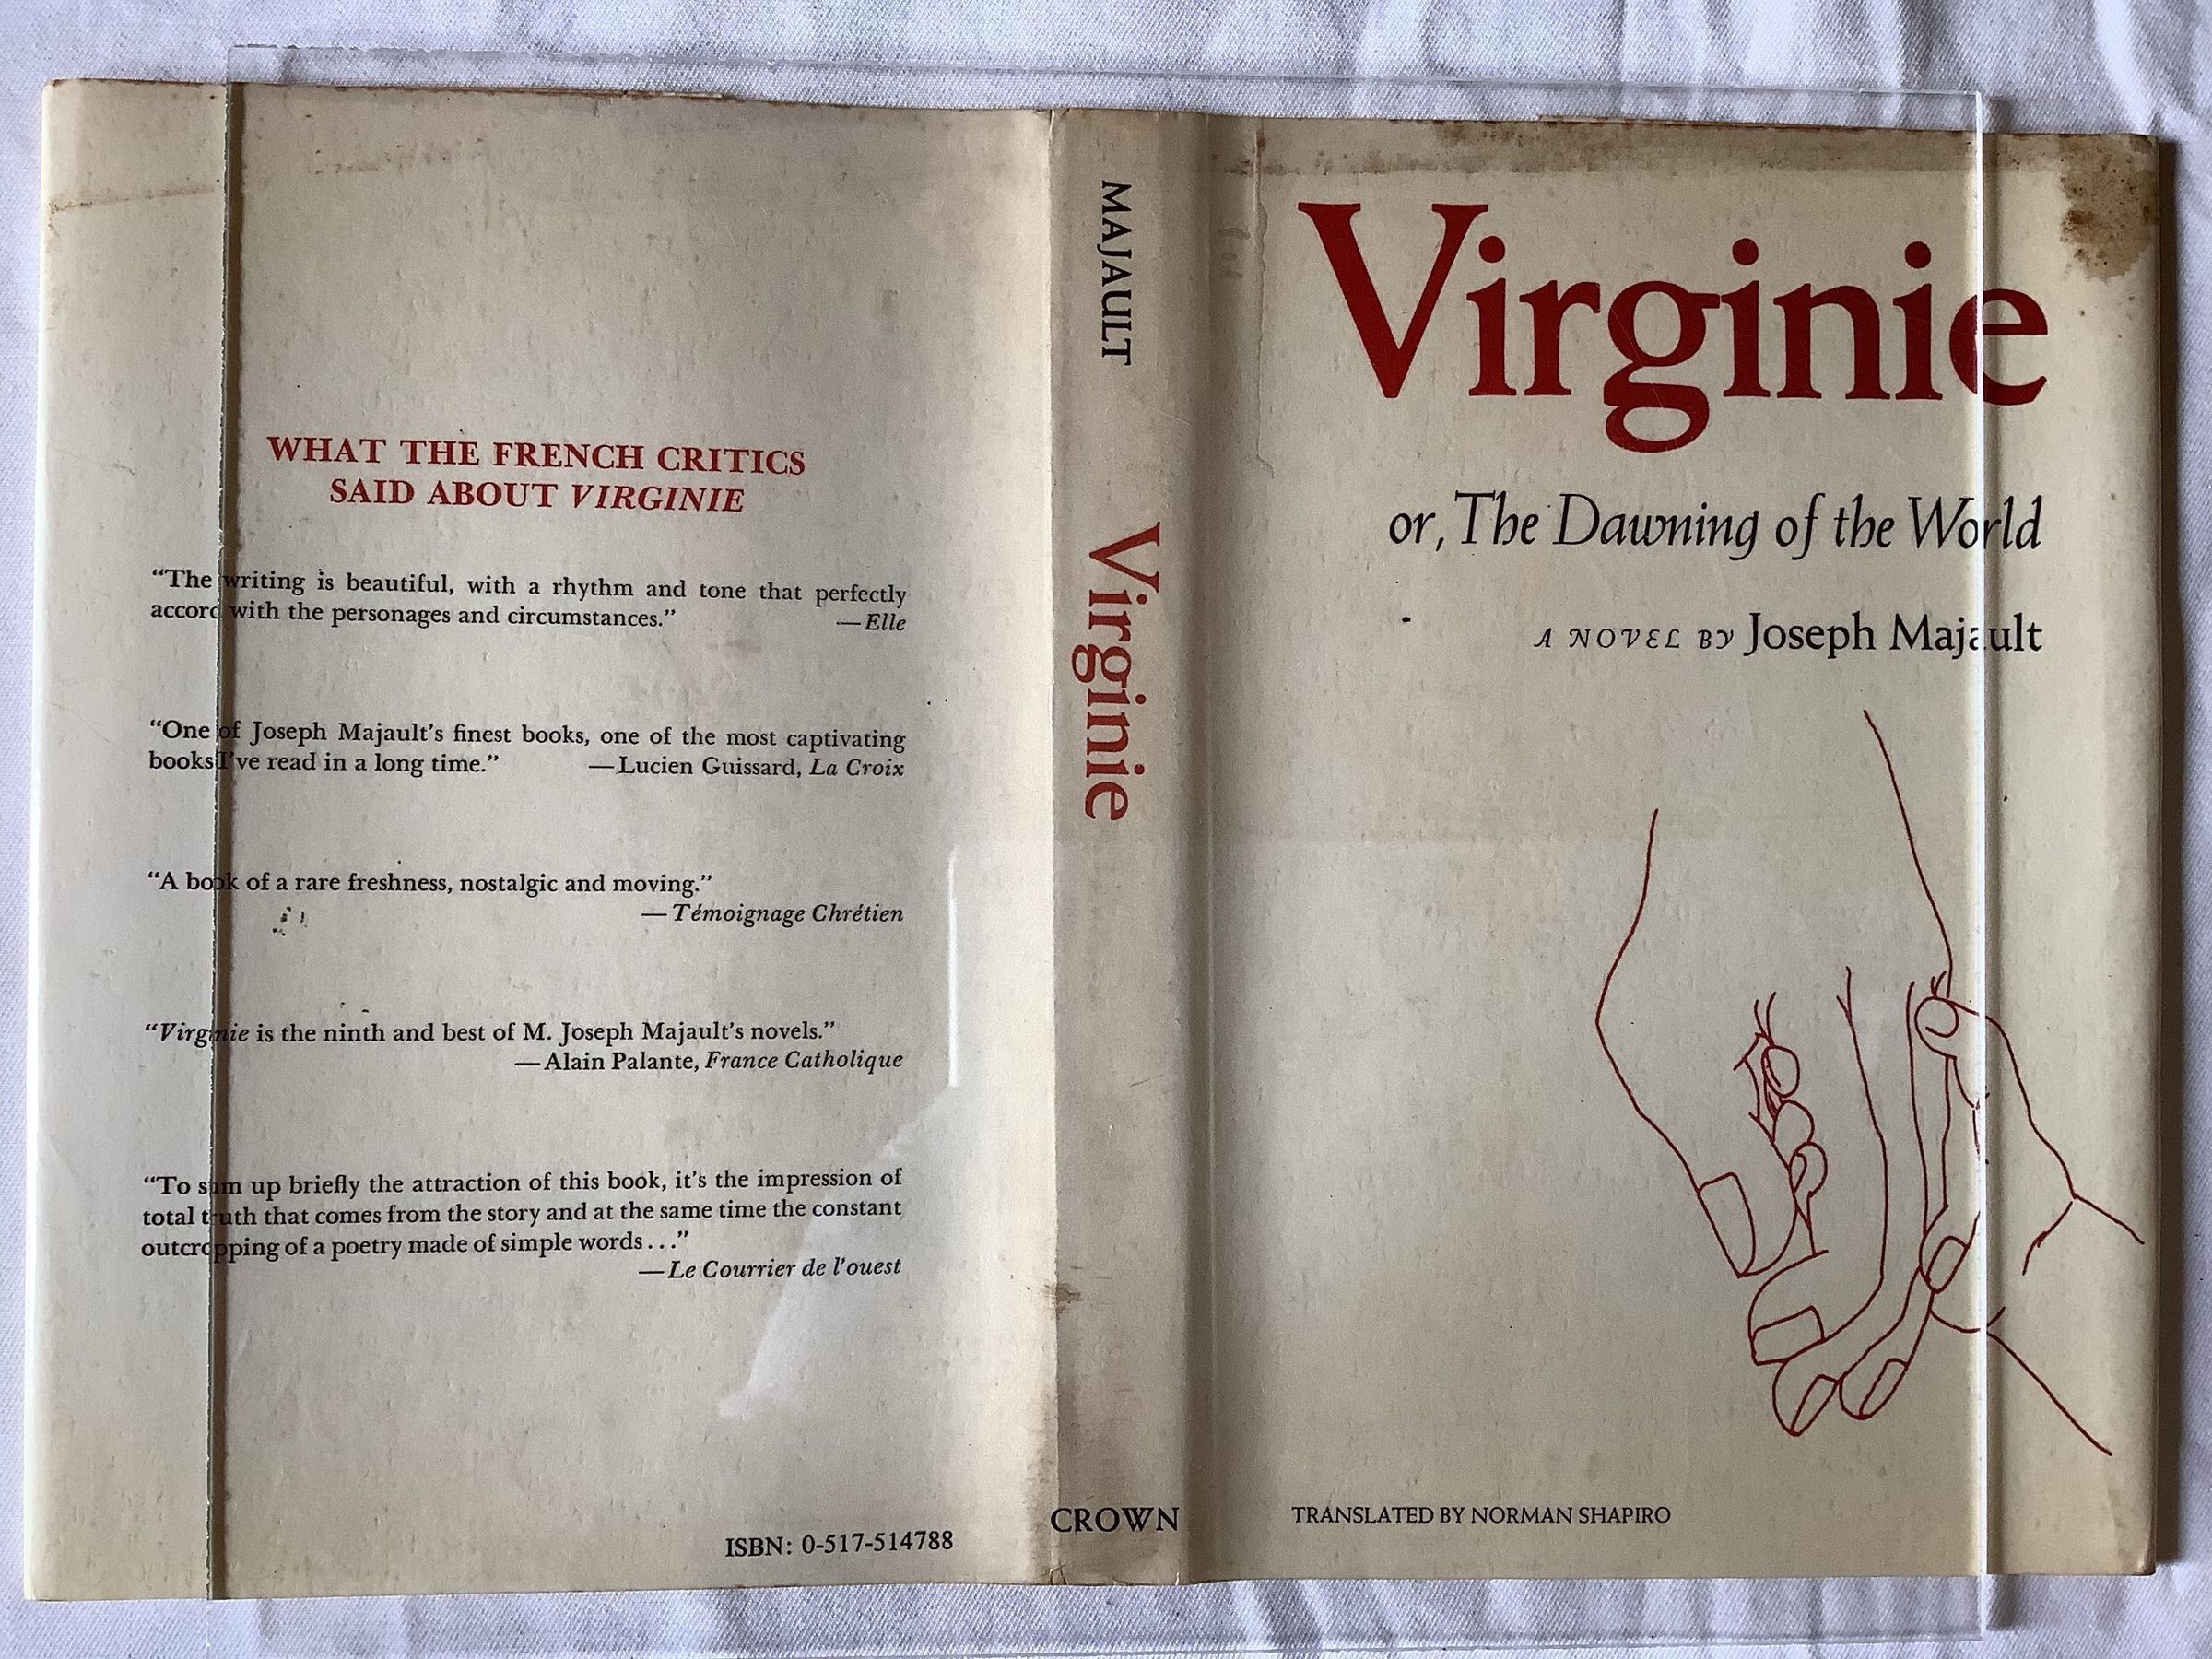 WHAT THE FRENCH CRITICS
SAID ABOUT VIRGINIE
“The writing is beautiful, with a rhythm and tone that perfectly
accord with the personages and circumstances.” —Elle
“One of Joseph Majault’s finest books, one of the most captivating
books I’ve read in a long time.” —Lucien Guissard, La Croix
“A book of a rare freshness, nostalgic and moving.”
—Témoignage Chrétien
“Virginie is the ninth and best of M. Joseph Majault’s novels.”
—Alain Palante, France Catholique
“To sum up briefly the attraction of this book, it’s the impression of
total truth that comes from the story and at the same time the constant
outcropping of a poetry made of simple words . . .”
—Le Courrier de l’ouest
ISBN: 0-517-514788
MAJAULT
Virginie
CROWN
Virginie
or, The Dawning of the World
A NOVEL BY Joseph Majault
TRANSLATED BY NORMAN SHAPIRO